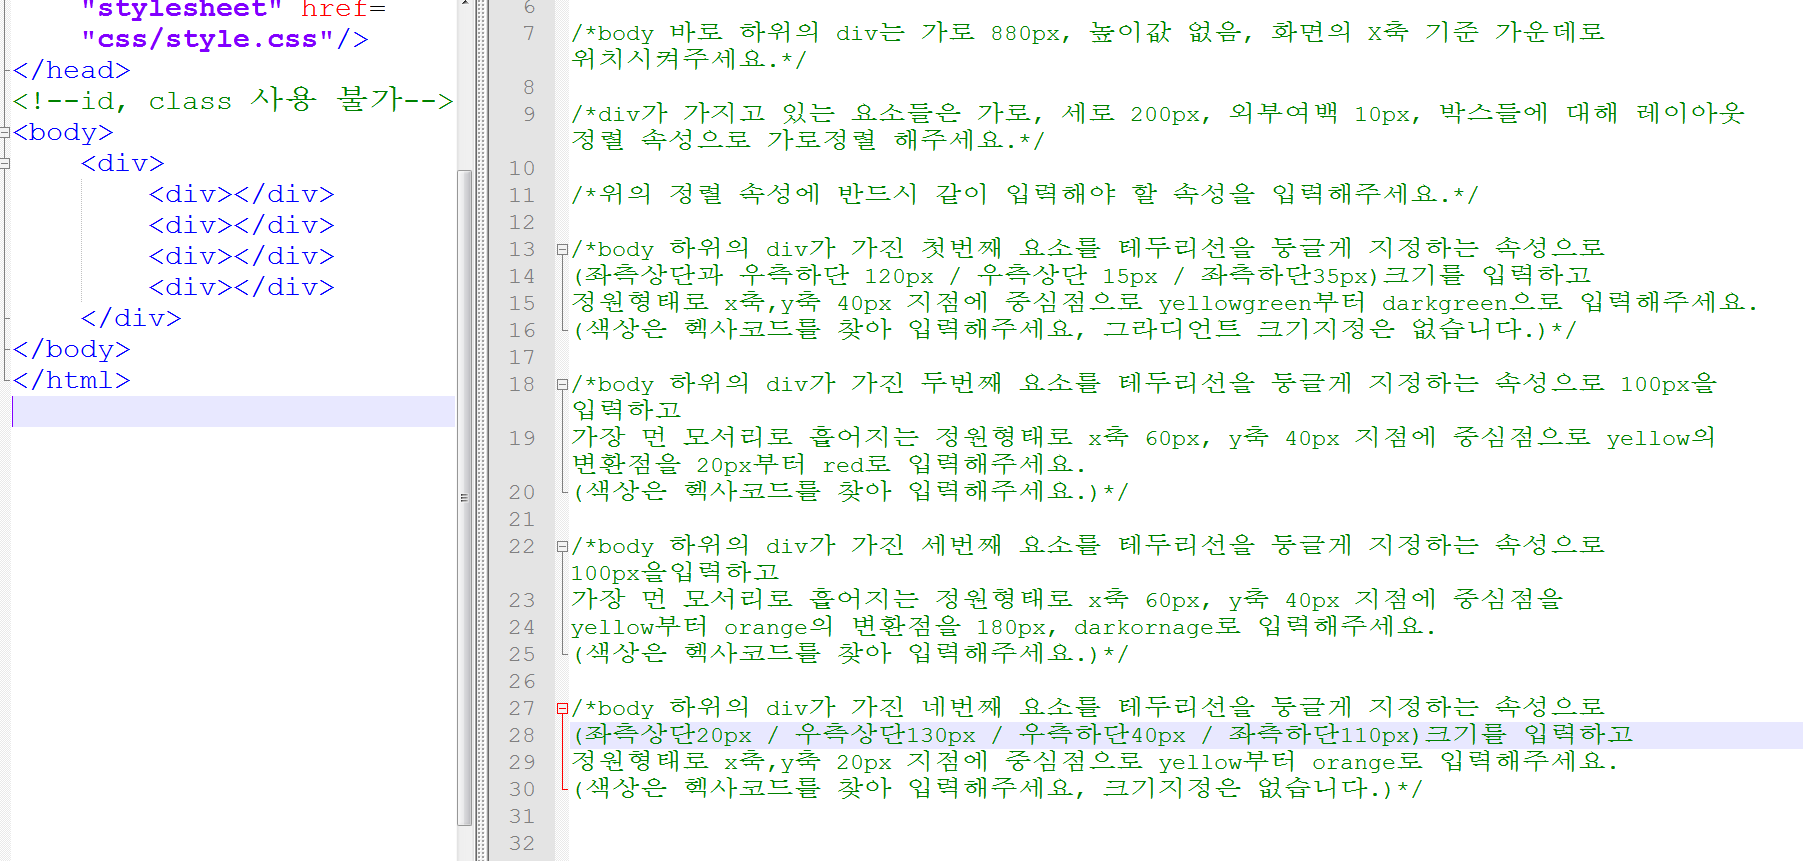 "stylesheet" href=
"css/style.css"/>
</head>
<!--id, class 사용 불가-->
<body>
<div>
<div></div>
<div></div>
<div></div>
<div></div>
</div>
</body>
</html>
6
7 /*body 바로 하위의 div는 가로 880px, 높이값 없음, 화면의 X축 기준 가운데로
위치시켜주세요.*/
8
9 /*div가 가지고 있는 요소들은 가로, 세로 200px, 외부여백 10px, 박스들에 대해 레이아웃
정렬 속성으로 가로정렬 해주세요.*/
10
11 /*위의 정렬 속성에 반드시 같이 입력해야 할 속성을 입력해주세요.*/
12
13 /*body 하위의 div가 가진 첫번째 요소를 테두리선을 둥글게 지정하는 속성으로
14 (좌측상단과 우측하단 120px / 우측상단 15px / 좌측하단35px)크기를 입력하고
15 정원형태로 x축,y축 40px 지점에 중심점으로 yellowgreen부터 darkgreen으로 입력해주세요.
16 (색상은 헥사코드를 찾아 입력해주세요, 그라디언트 크기지정은 없습니다.)*/
17
18 /*body 하위의 div가 가진 두번째 요소를 테두리선을 둥글게 지정하는 속성으로 100px을
입력하고
19 가장 먼 모서리로 흩어지는 정원형태로 x축 60px, y축 40px 지점에 중심점으로 yellow의
변환점을 20px부터 red로 입력해주세요.
20 (색상은 헥사코드를 찾아 입력해주세요.)*/
21
22 /*body 하위의 div가 가진 세번째 요소를 테두리선을 둥글게 지정하는 속성으로
100px을입력하고
23 가장 먼 모서리로 흩어지는 정원형태로 x축 60px, y축 40px 지점에 중심점을
24 yellow부터 orange의 변환점을 180px, darkornage로 입력해주세요.
25 (색상은 헥사코드를 찾아 입력해주세요.)*/
26
27 /*body 하위의 div가 가진 네번째 요소를 테두리선을 둥글게 지정하는 속성으로
28 (좌측상단20px / 우측상단130px / 우측하단40px / 좌측하단110px)크기를 입력하고
29 정원형태로 x축,y축 20px 지점에 중심점으로 yellow부터 orange로 입력해주세요.
30 (색상은 헥사코드를 찾아 입력해주세요, 크기지정은 없습니다.)*/
31
32